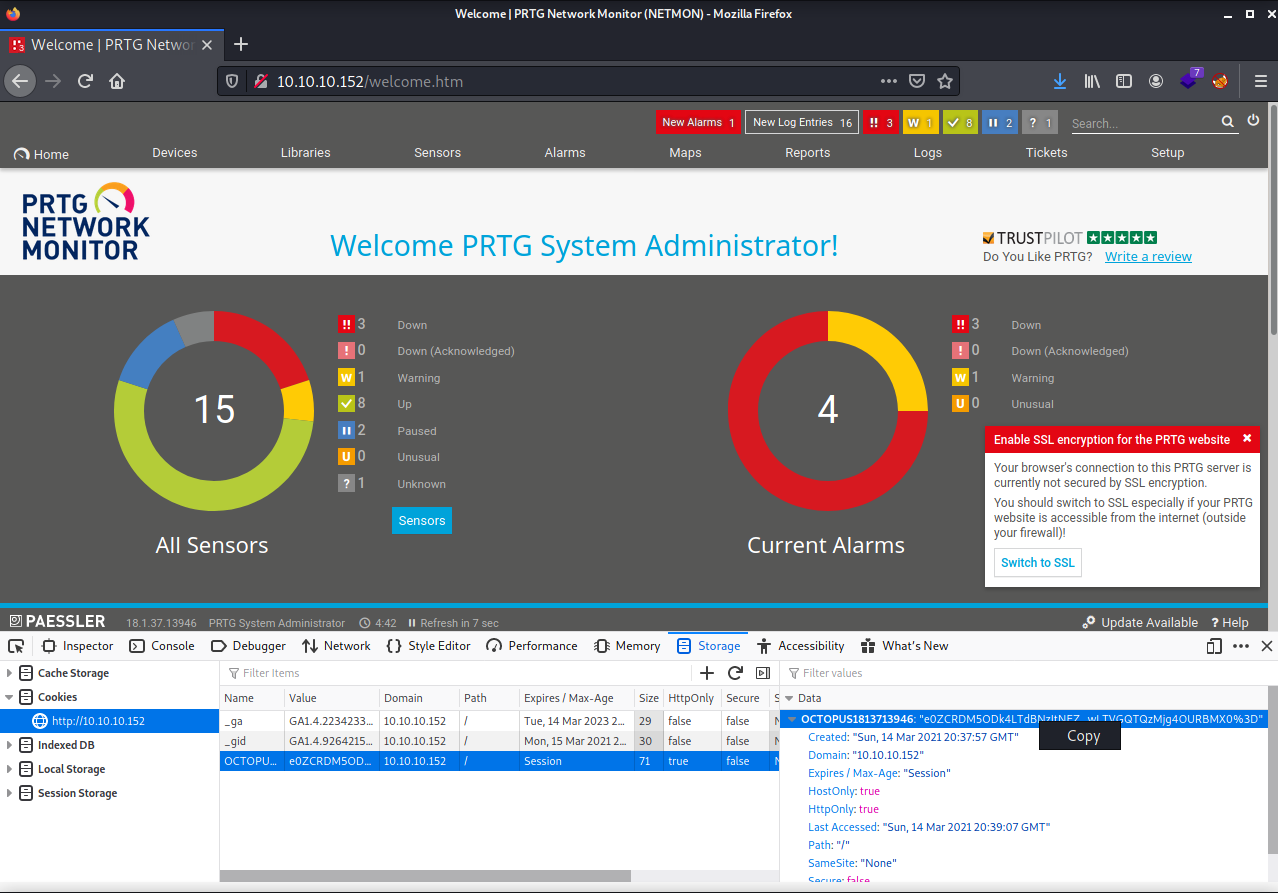 Welcome | PRTG Network Monitor (NETMON) - Mozilla Firefox
Welcome | PRTG Networ
10.10.10.152/welcome.htm
7
New Alarms 1
New Log Entries 16
!! 3
W 1
8
2
? 1
Search...
Home
Devices
Libraries
Sensors
Alarms
Maps
Reports
Logs
Tickets
Setup
PRTG
NETWORK
MONITOR
Welcome PRTG System Administrator!
TRUSTPILOT
Do You Like PRTG? Write a review
15
!! 3 Down
! 0 Down (Acknowledged)
W 1 Warning
8 Up
2 Paused
U 0 Unusual
? 1 Unknown
Sensors
All Sensors
4
!! 3 Down
! 0 Down (Acknowledged)
W 1 Warning
U 0 Unusual
Current Alarms
Enable SSL encryption for the PRTG website
Your browser's connection to this PRTG server is
currently not secured by SSL encryption.
You should switch to SSL especially if your PRTG
website is accessible from the internet (outside
your firewall)!
Switch to SSL
PAESSLER
18.1.37.13946
PRTG System Administrator
4:42
Refresh in 7 sec
Update Available
? Help
Inspector
Console
Debugger
Network
Style Editor
Performance
Memory
Storage
Accessibility
What's New
Cache Storage
Cookies
http://10.10.10.152
Indexed DB
Local Storage
Session Storage
Filter Items
Name Value Domain Path Expires / Max-Age Size HttpOnly Secure
_ga GA1.4.2234233... 10.10.10.152 / Tue, 14 Mar 2023 2... 29 false false
_gid GA1.4.9264215... 10.10.10.152 / Mon, 15 Mar 2021 2... 30 false false
OCTOPU... e0ZCRDM5OD... 10.10.10.152 / Session 71 true false
Filter values
Data
OCTOPUS1813713946:
Copy
Created: "Sun, 14 Mar 2021 20:37:57 GMT"
Domain: "10.10.10.152"
Expires / Max-Age: "Session"
HostOnly: true
HttpOnly: true
Last Accessed: "Sun, 14 Mar 2021 20:39:07 GMT"
Path: "/"
SameSite: "None"
Secure: false